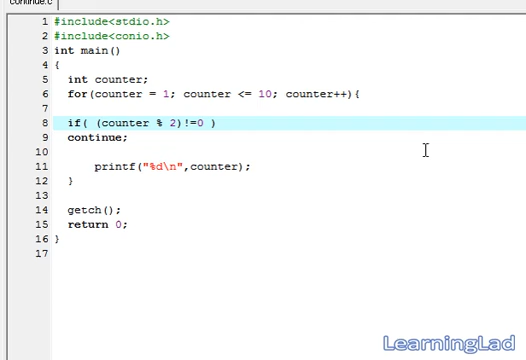 continue.c
1 #include<stdio.h>
2 #include<conio.h>
3 int main()
4 {
5 int counter;
6 for(counter = 1; counter <= 10; counter++){
7
8 if( (counter % 2)!=0 )
9 continue;
10
11 printf("%d\n",counter);
12 }
13
14 getch();
15 return 0;
16 }
17
LearningLad